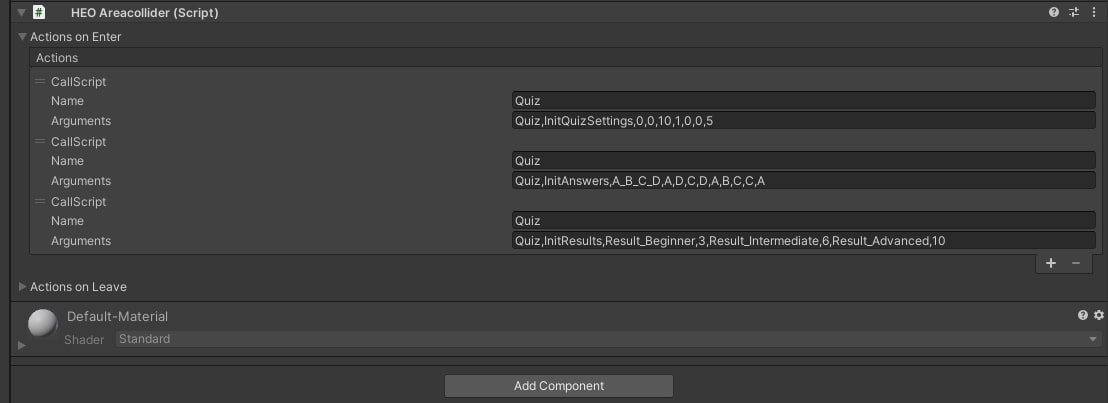 HEO Areacollider (Script)
Actions on Enter
Actions
CallScript
Name Quiz
Arguments Quiz,InitQuizSettings,0,0,10,1,0,0,5
CallScript
Name Quiz
Arguments Quiz,InitAnswers,A_B_C_D,A,D,C,D,A,B,C,C,A
CallScript
Name Quiz
Arguments Quiz,InitResults,Result_Beginner,3,Result_Intermediate,6,Result_Advanced,10
Actions on Leave
Default-Material
Shader Standard
Add Component